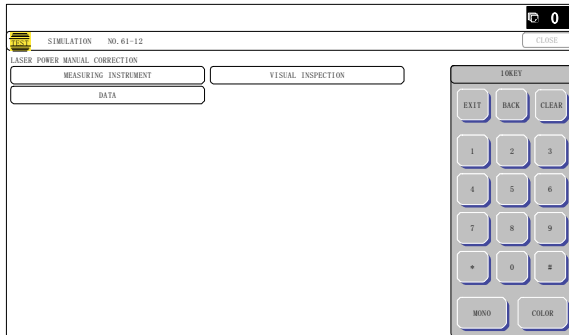 0
TEST SIMULATION NO. 61-12 CLOSE
LASER POWER MANUAL CORRECTION
MEASURING INSTRUMENT VISUAL INSPECTION
DATA
10KEY
EXIT BACK CLEAR
1 2 3
4 5 6
7 8 9
* 0 #
MONO COLOR